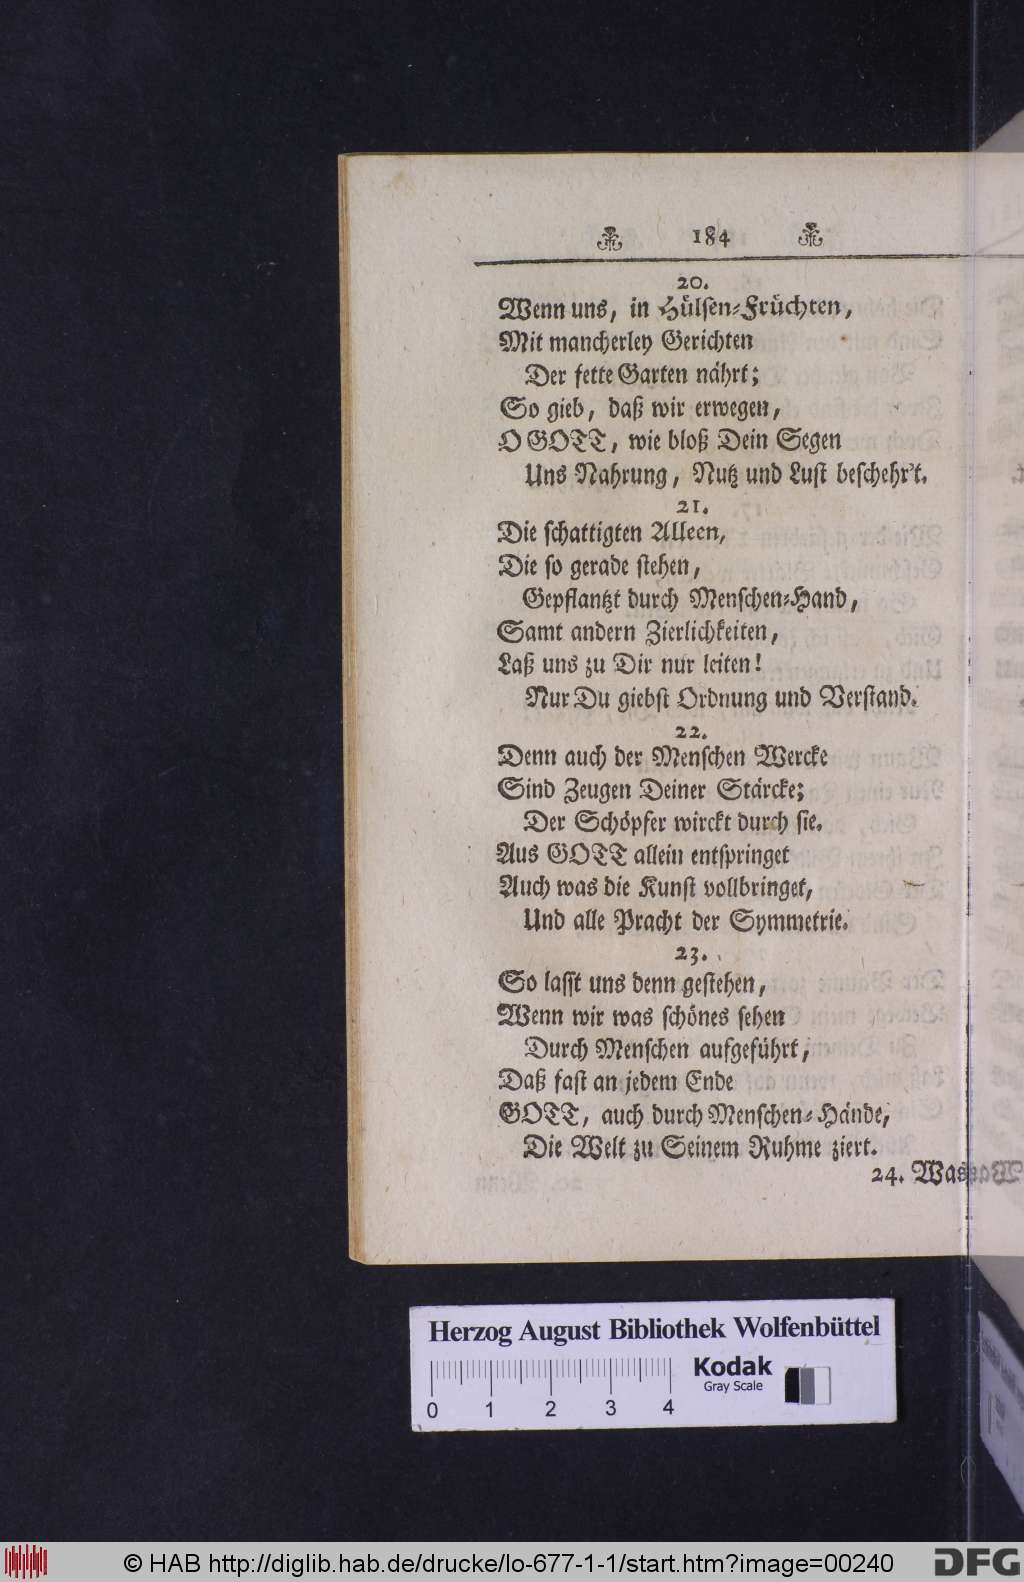 184
20.
Wenn uns, in Hülsen-Früchten,
Mit mancherley Gerichten
Der fette Garten nährt;
So gieb, daß wir erwegen,
O GOTT, wie bloß Dein Segen
Uns Nahrung, Nutz und Lust beschehr't.
21.
Die schattigten Alleen,
Die so gerade stehen,
Gepflantzt durch Menschen-Hand,
Samt andern Zierlichkeiten,
Laß uns zu Dir nur leiten!
Nur Du giebst Ordnung und Verstand.
22.
Denn auch der Menschen Wercke
Sind Zeugen Deiner Stärcke;
Der Schöpfer wirckt durch sie.
Aus GOTT allein entspringet
Auch was die Kunst vollbringet,
Und alle Pracht der Symmetrie.
23.
So lasst uns denn gestehen,
Wenn wir was schönes sehen
Durch Menschen aufgeführt,
Daß fast an jedem Ende
GOTT, auch durch Menschen-Hände,
Die Welt zu Seinem Ruhme ziert.
24. Was
Herzog August Bibliothek Wolfenbüttel
Kodak
Gray Scale
0 1 2 3 4
© HAB http://diglib.hab.de/drucke/lo-677-1-1/start.htm?image=00240
DFG